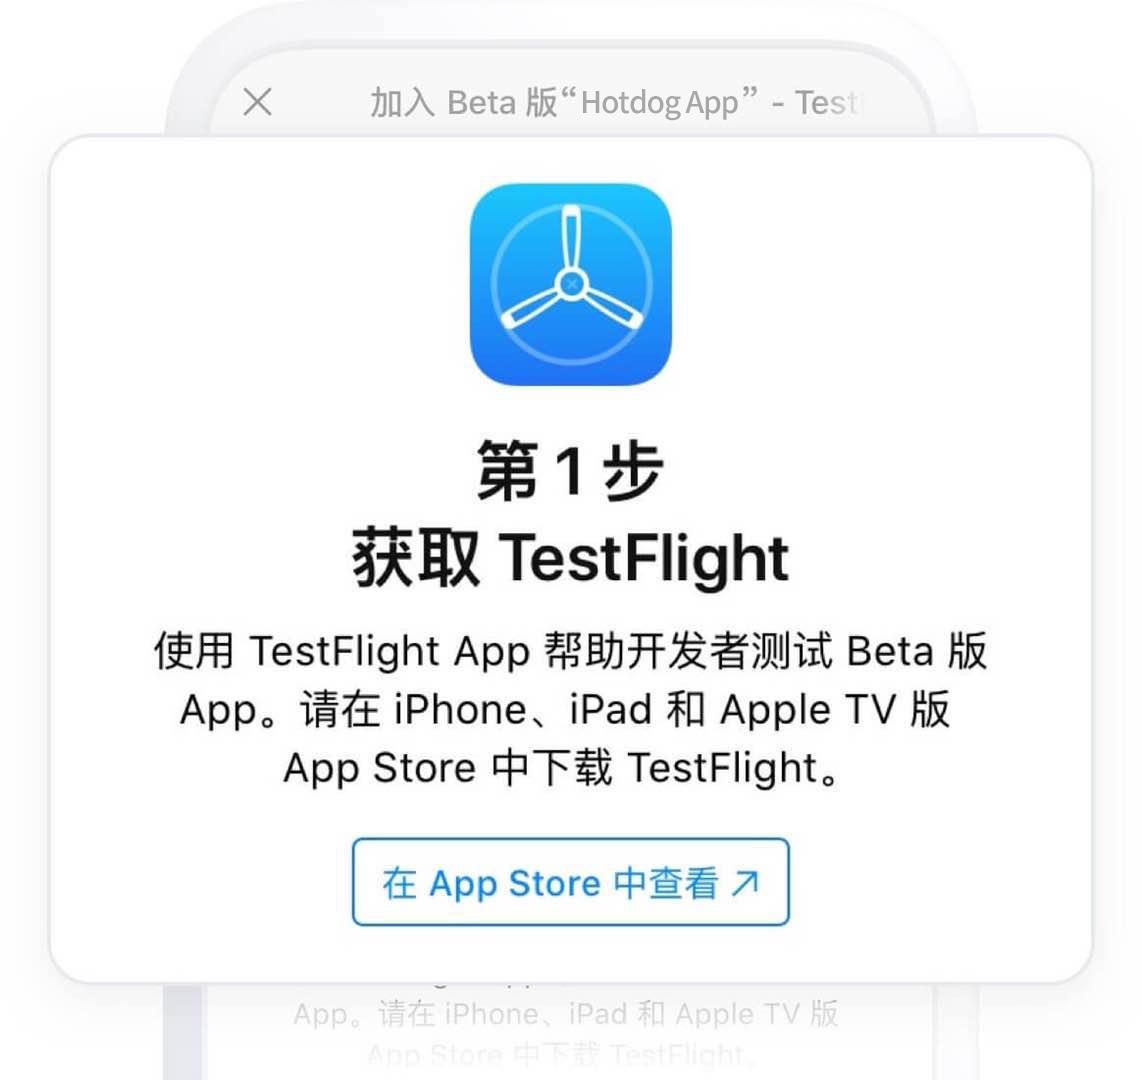 加入 Beta 版“Hotdog App” - Test
第 1 步
获取 TestFlight
使用 TestFlight App 帮助开发者测试 Beta 版
App。请在 iPhone、iPad 和 Apple TV 版
App Store 中下载 TestFlight。
在 App Store 中查看
App。请在 iPhone、iPad 和 Apple TV 版
App Store 中下载 TestFlight。